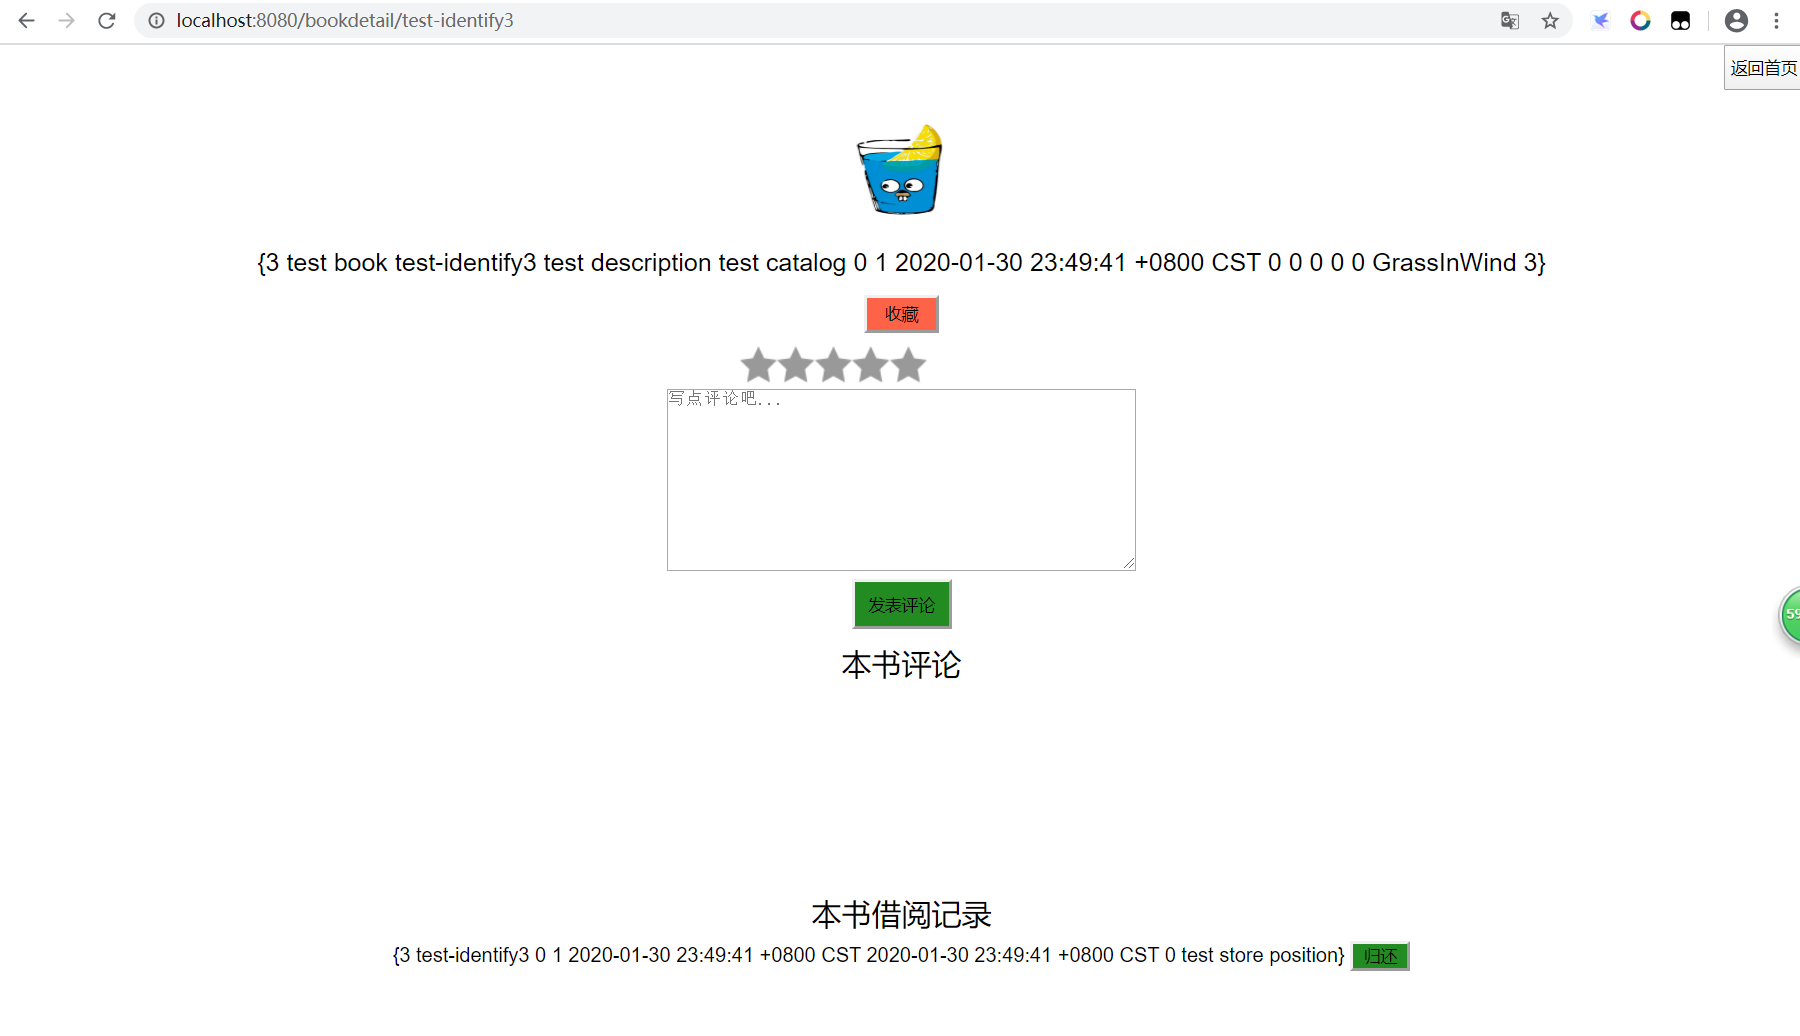 localhost:8080/bookdetail/test-identify3
返回首页
{3 test book test-identify3 test description test catalog 0 1 2020-01-30 23:49:41 +0800 CST 0 0 0 0 0 GrassInWind 3}
收藏
写点评论吧...
发表评论
59
本书评论
本书借阅记录
{3 test-identify3 0 1 2020-01-30 23:49:41 +0800 CST 2020-01-30 23:49:41 +0800 CST 0 test store position} 归还